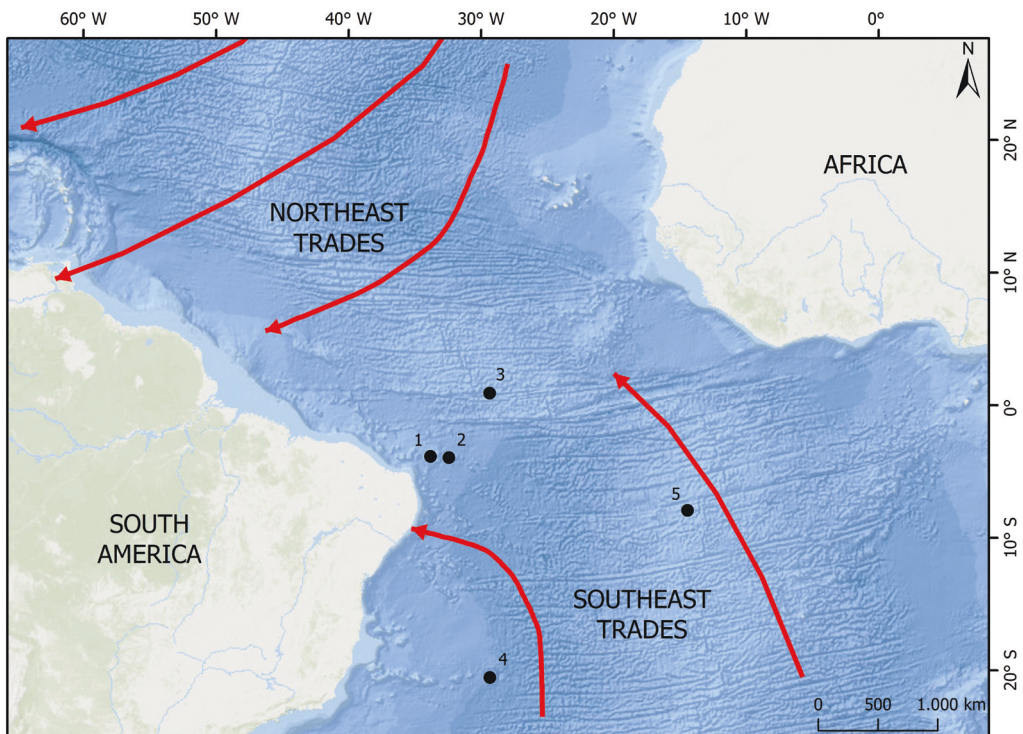 60° W 50° W 40° W 30° W 20° W 10° W 0°
N
20° N
AFRICA
NORTHEAST
TRADES
10° N
3
0°
1 2
5
SOUTH
AMERICA
10° S
SOUTHEAST
TRADES
4
20° S
0 500 1.000 km